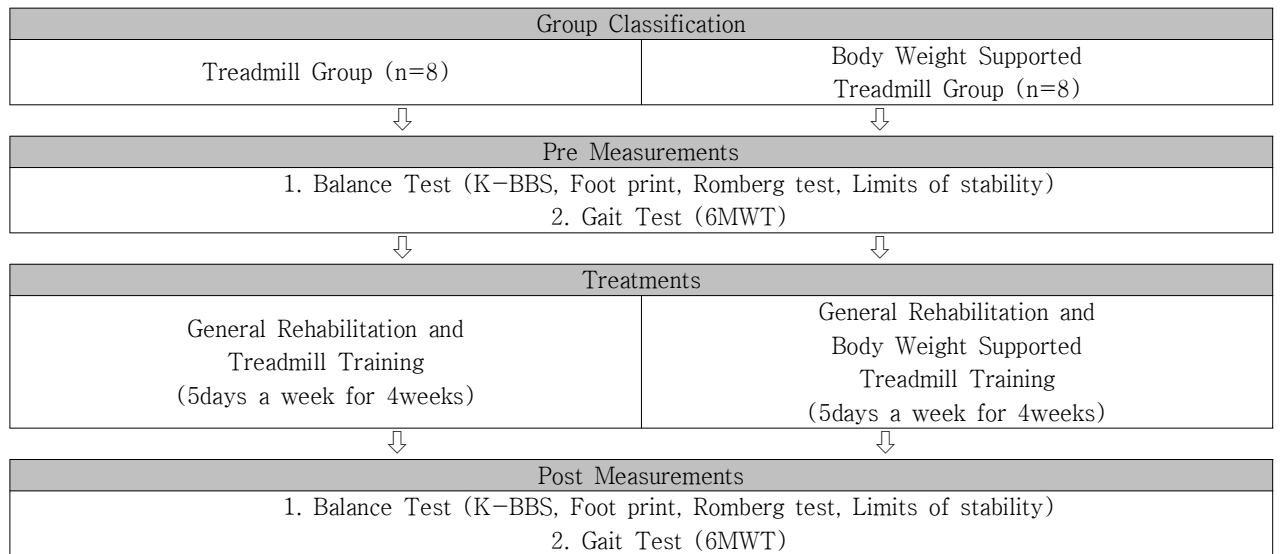 Group Classification
Treadmill Group (n=8)
Body Weight Supported
Treadmill Group (n=8)
⇩ ⇩
Pre Measurements
1. Balance Test (K-BBS, Foot print, Romberg test, Limits of stability)
2. Gait Test (6MWT)
⇩ ⇩
Treatments
General Rehabilitation and
Treadmill Training
(5days a week for 4weeks)
General Rehabilitation and
Body Weight Supported
Treadmill Training
(5days a week for 4weeks)
⇩ ⇩
Post Measurements
1. Balance Test (K-BBS, Foot print, Romberg test, Limits of stability)
2. Gait Test (6MWT)